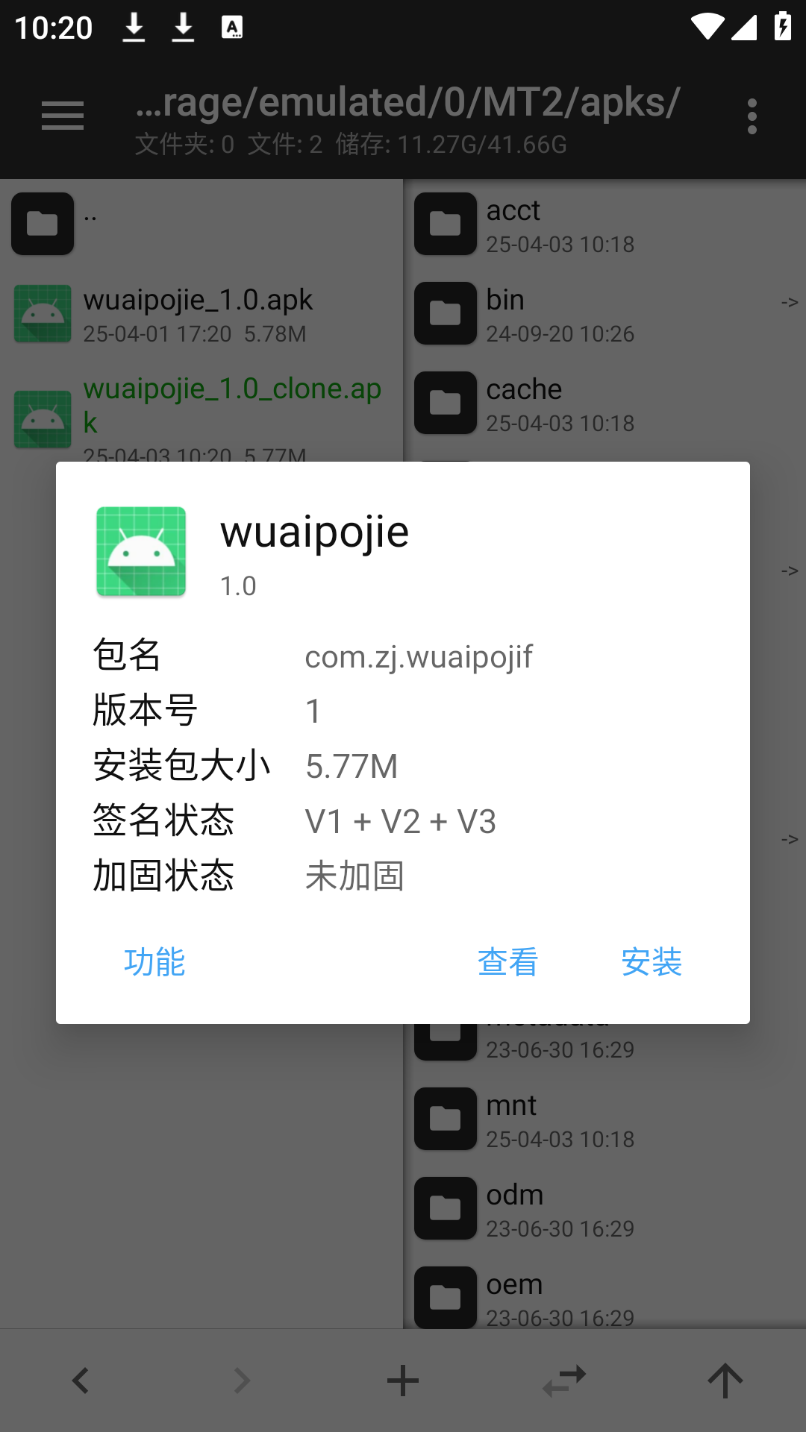 10:20
...rage/emulated/0/MT2/apks/
文件夹: 0 文件: 2 储存: 11.27G/41.66G
..
wuaipojie_1.0.apk
25-04-01 17:20 5.78M
wuaipojie_1.0_clone.ap
k
25-04-03 10:20 5.77M
acct
25-04-03 10:18
bin
24-09-20 10:26
->
cache
25-04-03 10:18
->
->
wuaipojie
1.0
包名 com.zj.wuaipojif
版本号 1
安装包大小 5.77M
签名状态 V1 + V2 + V3
加固状态 未加固
功能 查看 安装
23-06-30 16:29
mnt
25-04-03 10:18
odm
23-06-30 16:29
oem
23-06-30 16:29